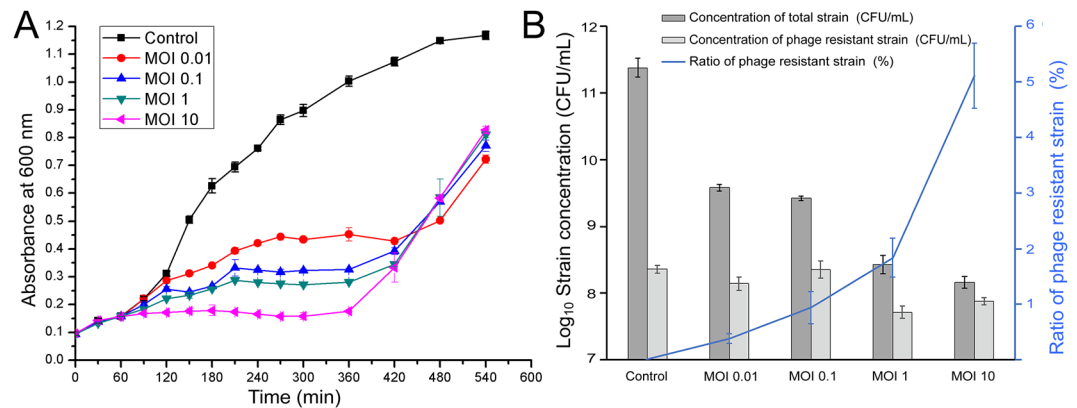 A
Absorbance at 600 nm
1.2
1.1
1.0
0.9
0.8
0.7
0.6
0.5
0.4
0.3
0.2
0.1
0.0
Control
MOI 0.01
MOI 0.1
MOI 1
MOI 10
0 60 120 180 240 300 360 420 480 540 600
Time (min)
B
Log10 Strain concentration (CFU/mL)
12
11
10
9
8
7
Concentration of total strain (CFU/mL)
Concentration of phage resistant strain (CFU/mL)
Ratio of phage resistant strain (%)
6
5
4
3
2
1
Ratio of phage resistant strain (%)
Control MOI 0.01 MOI 0.1 MOI 1 MOI 10